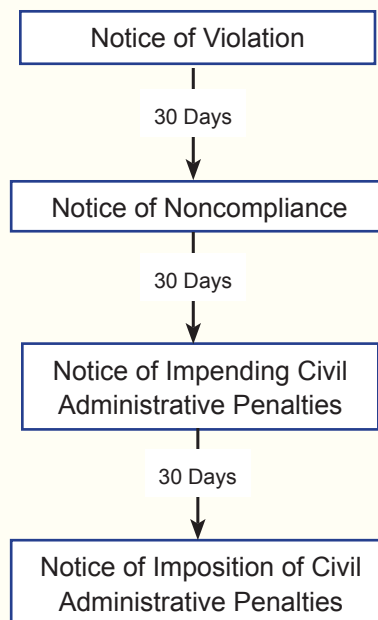 Notice of Violation
30 Days
Notice of Noncompliance
30 Days
Notice of Impending Civil
Administrative Penalties
30 Days
Notice of Imposition of Civil
Administrative Penalties